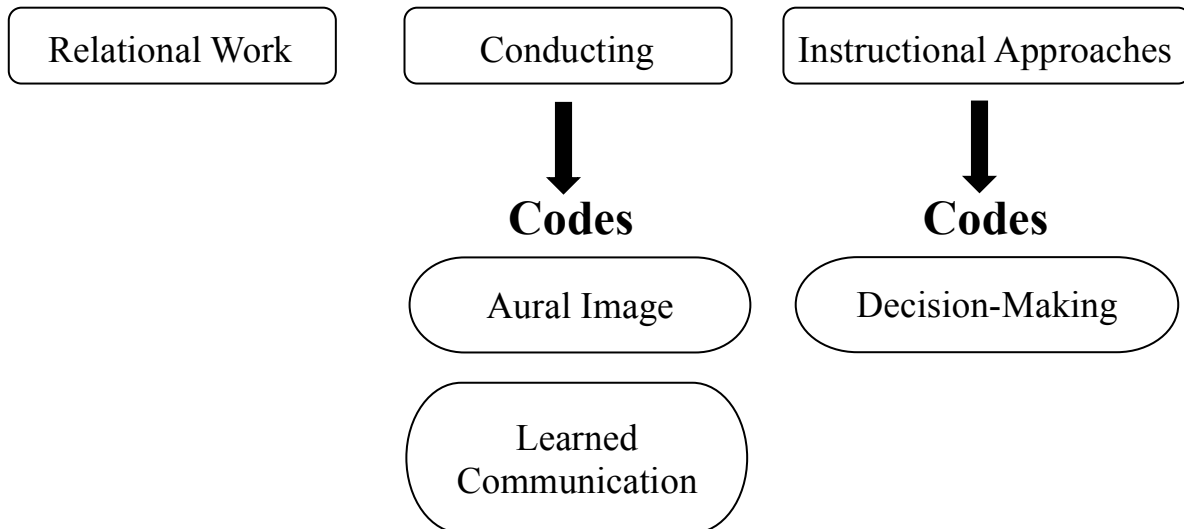 Relational Work
Conducting
Instructional Approaches
Codes
Codes
Aural Image
Decision-Making
Learned
Communication